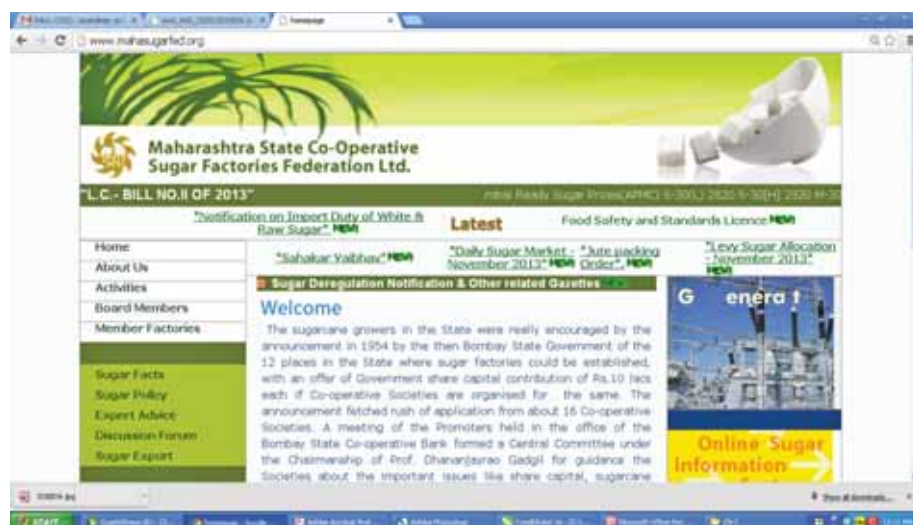 homepage
www.mahasugarfed.org
Maharashtra State Co-Operative
Sugar Factories Federation Ltd.
"L.C.- BILL NO.II OF 2013"
"Notification on Import Duty of White &
Raw Sugar" NEW!
Latest
Food Safety and Standards Licence NEW!
"Sahakar Vaibhav" NEW!
"Daily Sugar Market -
November 2013" NEW!
"Jute packing
Order". NEW!
"Levy Sugar Allocation
- November 2013"
NEW!
Home
About Us
Activities
Board Members
Member Factories
Sugar Facts
Sugar Policy
Expert Advice
Discussion Forum
Sugar Export
Sugar Deregulation Notification & Other related Gazettes
Welcome
The sugarcane growers in the State were really encouraged by the
announcement in 1954 by the then Bombay State Government of the
12 places in the State where sugar factories could be established,
with an offer of Government share capital contribution of Rs.10 lacs
each if Co-operative Societies are organised for the same. The
announcement fetched rush of application from about 16 Co-operative
Societies. A meeting of the Promoters held in the office of the
Bombay State Co-operative Bank formed a Central Committee under
the Chairmanship of Prof. Dhananjayrao Gadgil for guidance the
Societies about the important issues like share capital, sugarcane
G enerat
Online Sugar
Information
START